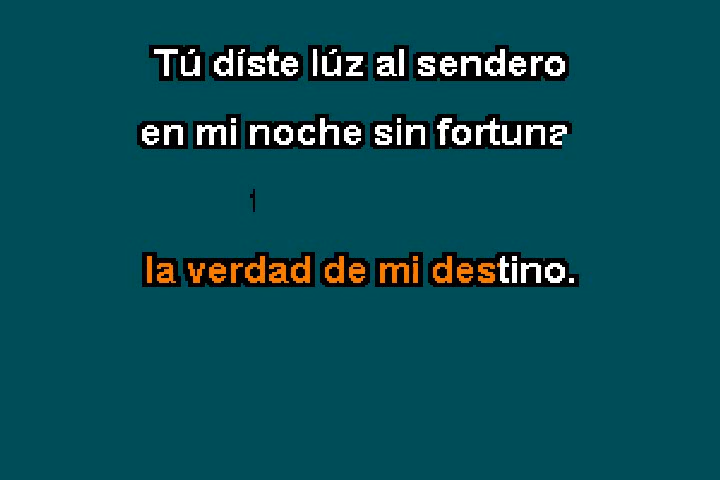 Tú díste lúz al sendero
en mi noche sin fortuna
la verdad de mi destino.